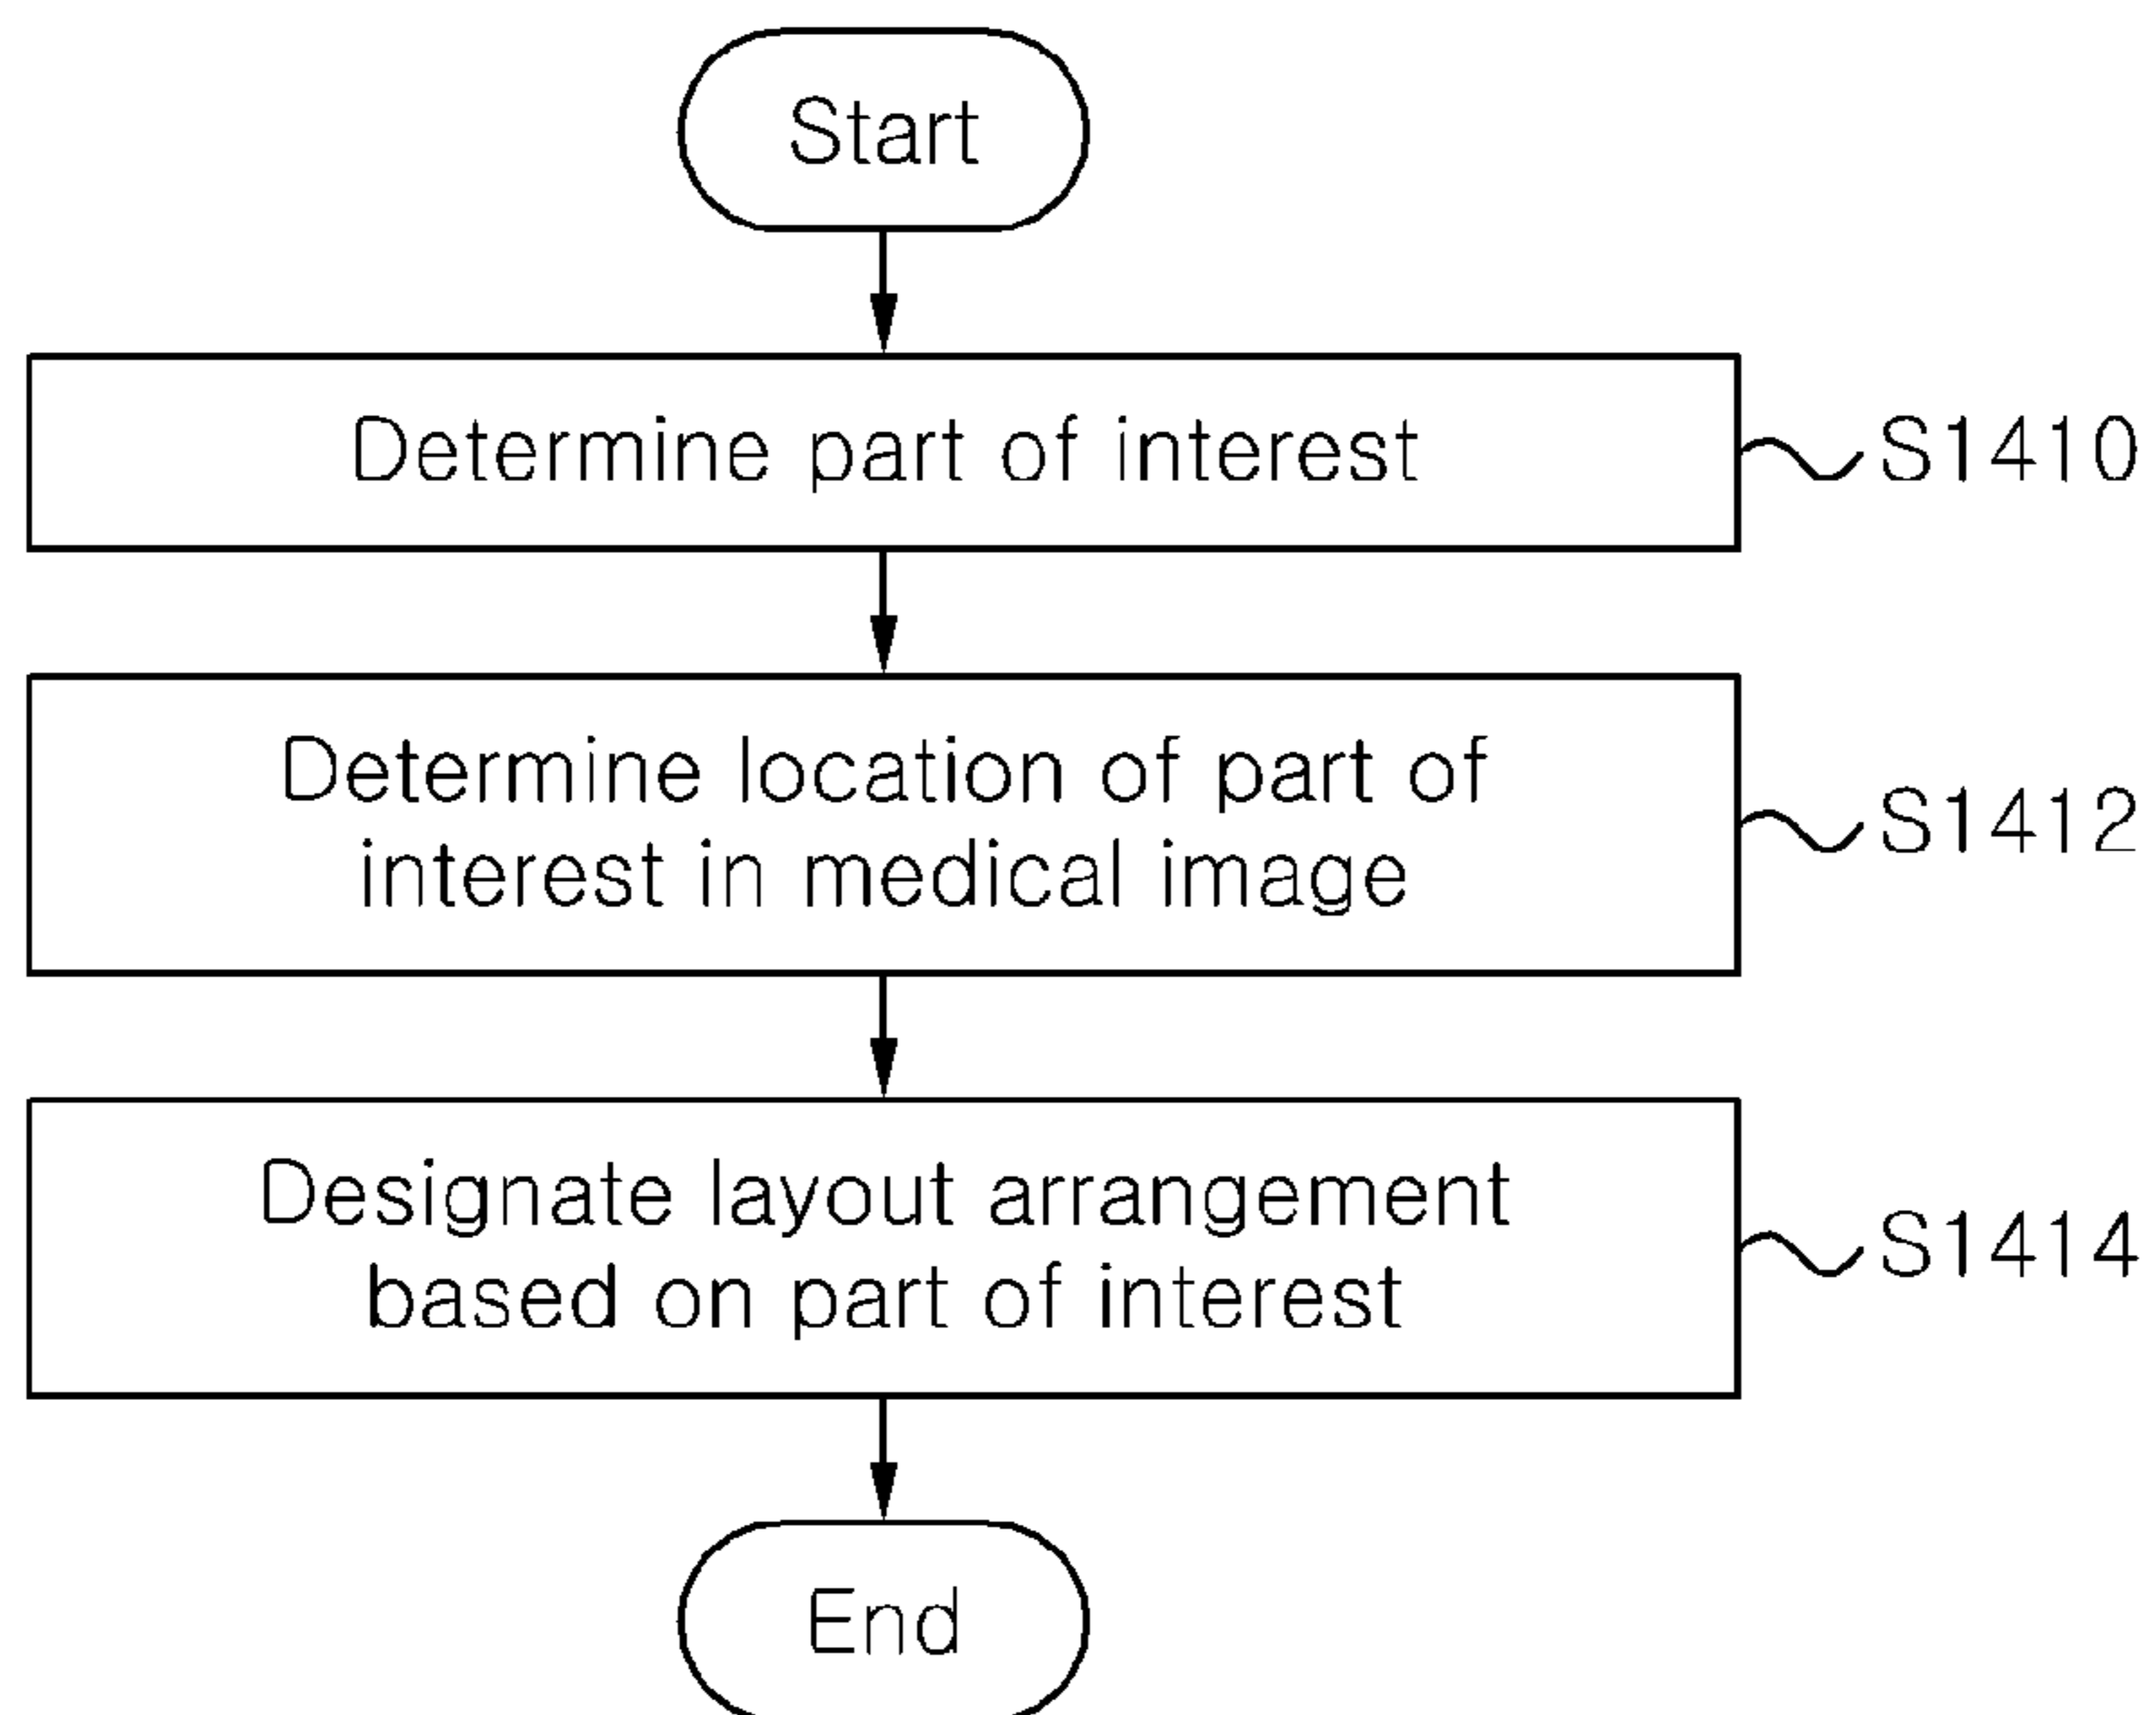 Start
Determine part of interest
S1410
Determine location of part of
interest in medical image
S1412
Designate layout arrangement
based on part of interest
S1414
End